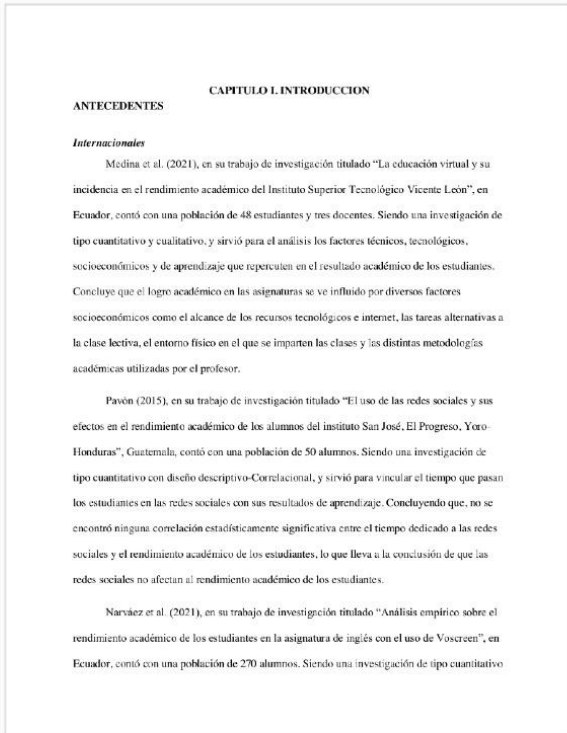 CAPITULO I. INTRODUCCION
ANTECEDENTES
Internacionales
Medina et al. (2021), en su trabajo de investigación titulado “La educación virtual y su
incidencia en el rendimiento académico del Instituto Superior Tecnológico Vicente León”, en
Ecuador, contó con una población de 48 estudiantes y tres docentes. Siendo una investigación de
tipo cuantitativo y cualitativo, y sirvió para el análisis los factores técnicos, tecnológicos,
socioeconómicos y de aprendizaje que repercuten en el resultado académico de los estudiantes.
Concluye que el logro académico en las asignaturas se ve influido por diversos factores
socioeconómicos como el alcance de los recursos tecnológicos e internet, las tareas alternativas a
la clase lectiva, el entorno físico en el que se imparten las clases y las distintas metodologías
académicas utilizadas por el profesor.
Pavón (2015), en su trabajo de investigación titulado “El uso de las redes sociales y sus
efectos en el rendimiento académico de los alumnos del instituto San José, El Progreso, Yoro-
Honduras”, Guatemala, contó con una población de 50 alumnos. Siendo una investigación de
tipo cuantitativo con diseño descriptivo-Correlacional, y sirvió para vincular el tiempo que pasan
los estudiantes en las redes sociales con sus resultados de aprendizaje. Concluyendo que, no se
encontró ninguna correlación estadísticamente significativa entre el tiempo dedicado a las redes
sociales y el rendimiento académico de los estudiantes, lo que lleva a la conclusión de que las
redes sociales no afectan al rendimiento académico de los estudiantes.
Narváez et al. (2021), en su trabajo de investigación titulado “Análisis empírico sobre el
rendimiento académico de los estudiantes en la asignatura de inglés con el uso de Voscreen”, en
Ecuador, contó con una población de 270 alumnos. Siendo una investigación de tipo cuantitativo